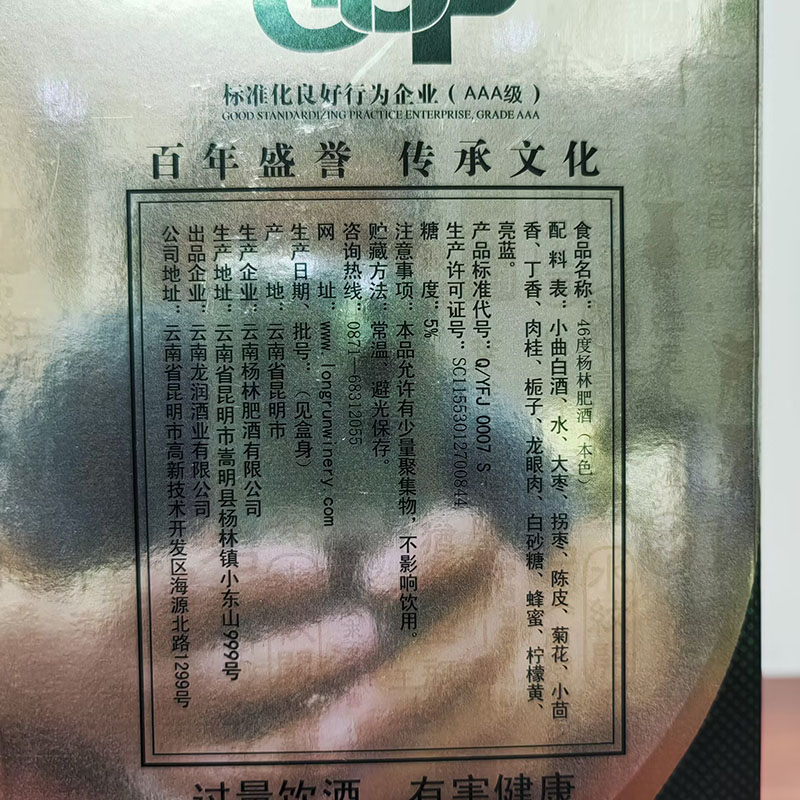 GSP
标准化良好行为企业（AAA级）
GOOD STANDARDIZING PRACTICE ENTERPRISE, GRADE AAA
百年盛誉 传承文化
食品名称：46度杨林肥酒（本色）
配料表：小曲白酒、水、大枣、拐枣、陈皮、菊花、小茴
香、丁香、肉桂、栀子、龙眼肉、白砂糖、蜂蜜、柠檬黄、
亮蓝。
产品标准代号：Q/YFJ 0007 S
生产许可证号：SC11553012700844
糖 度：5%
注意事项：本品允许有少量聚集物，不影响饮用。
贮藏方法：常温、避光保存。
咨询热线：0871—68312055
网 址：www.longrunwinery.com
生产日期、批号：（见盒身）
产 地：云南省昆明市
生产企业：云南杨林肥酒有限公司
生产地址：云南省昆明市嵩明县杨林镇小东山999号
出品企业：云南龙润酒业有限公司
公司地址：云南省昆明市高新技术开发区海源北路1299号
过量饮酒 有害健康